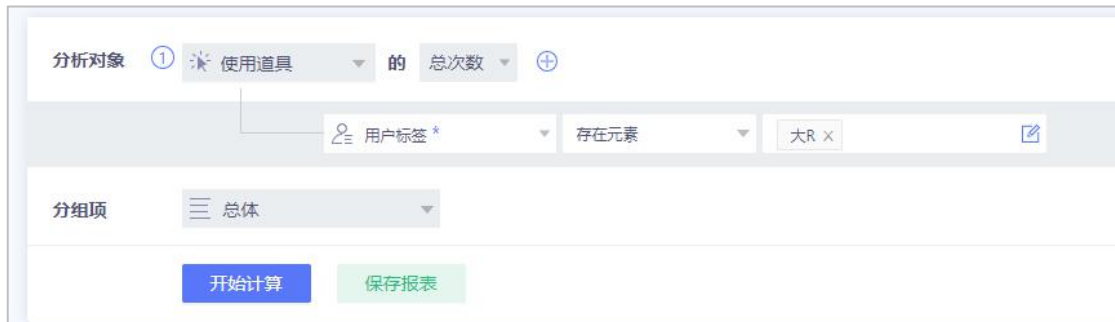 分析对象 1 使用道具 的 总次数
用户标签 * 存在元素 大R ×
分组项 总体
开始计算 保存报表